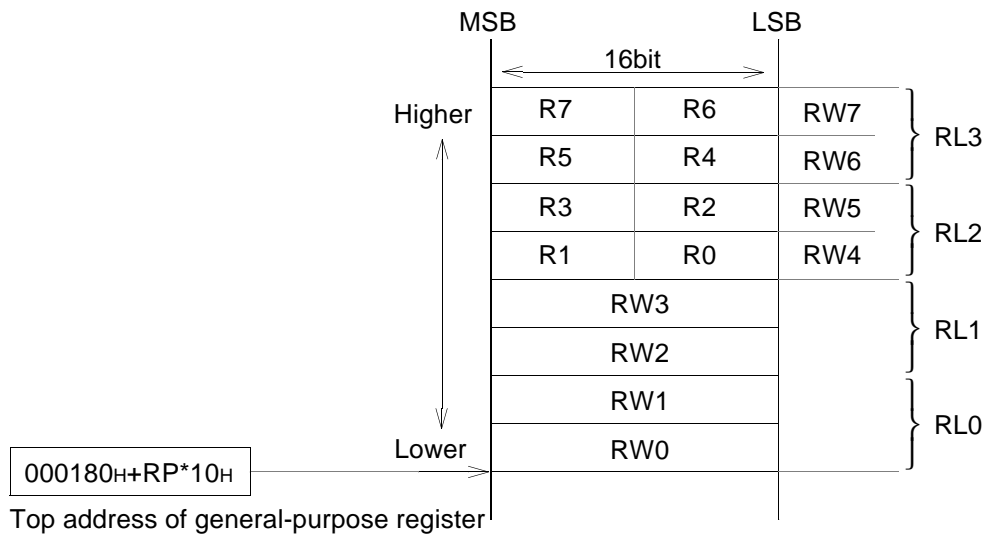 MSB LSB
16bit
Higher R7 R6 RW7
RL3
R5 R4 RW6
R3 R2 RW5
RL2
R1 R0 RW4
RW3
RL1
RW2
RW1
RL0
Lower RW0
000180H+RP*10H
Top address of general-purpose register